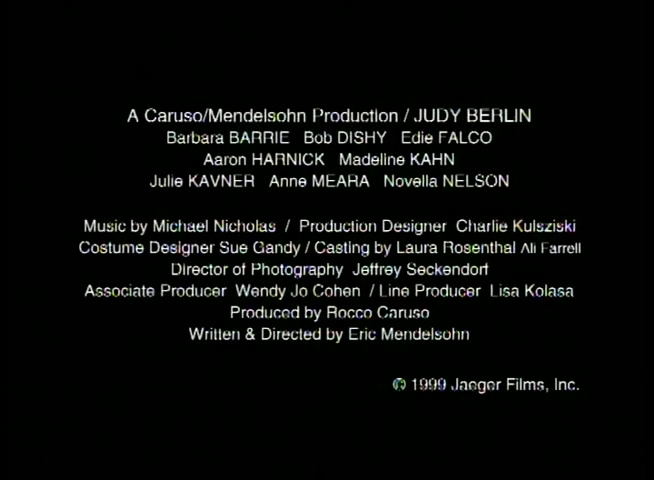 A Caruso/Mendelsohn Production / JUDY BERLIN
Barbara BARRIE Bob DISHY Edie FALCO
Aaron HARNICK Madeline KAHN
Julie KAVNER Anne MEARA Novella NELSON
Music by Michael Nicholas / Production Designer Charlie Kulsziski
Costume Designer Sue Gandy / Casting by Laura Rosenthal Ali Farrell
Director of Photography Jeffrey Seckendorf
Associate Producer Wendy Jo Cohen / Line Producer Lisa Kolasa
Produced by Rocco Caruso
Written & Directed by Eric Mendelsohn
© 1999 Jaeger Films, Inc.